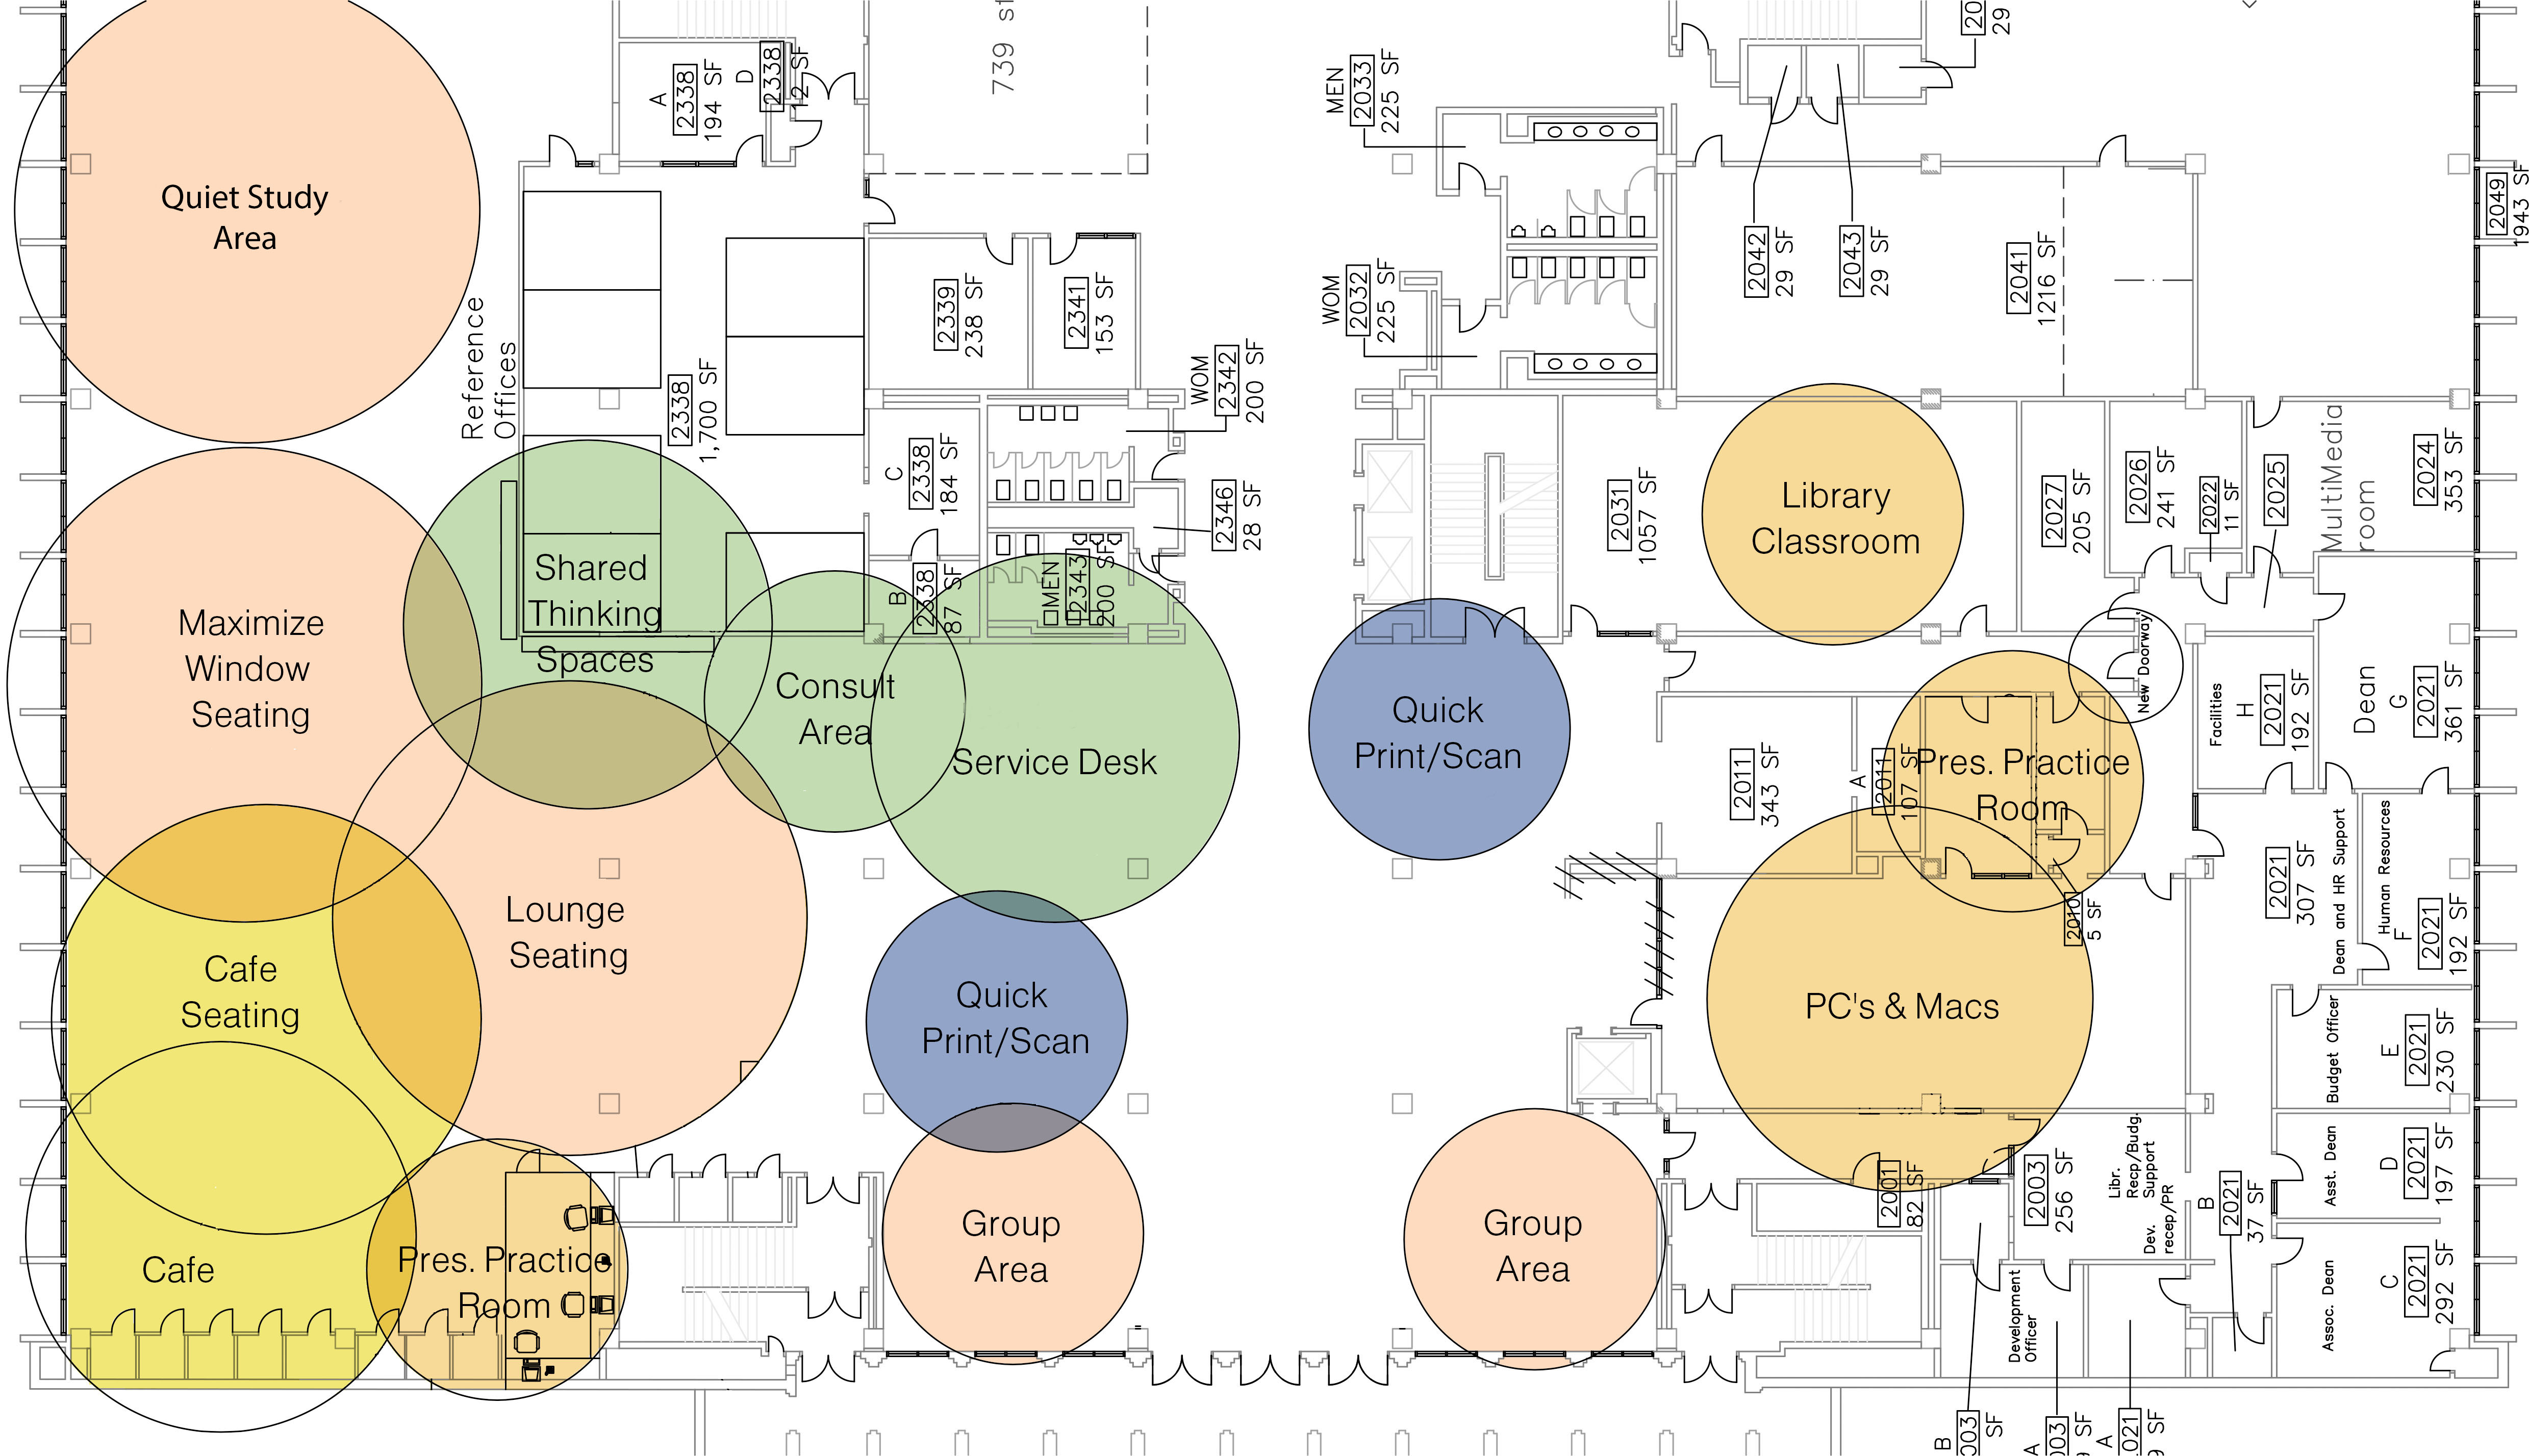 739 sf
A
2338
194 SF
D
2338
12 SF
Quiet Study
Area
Reference
Offices
2338
1,700 SF
2339
238 SF
2341
153 SF
WOM
2342
200 SF
C
2338
184 SF
2346
28 SF
B
2338
87 SF
MEN
2343
200 SF
MEN
2033
225 SF
WOM
2032
225 SF
29
2042
29 SF
2043
29 SF
2041
1216 SF
2049
1943 SF
2031
1057 SF
Library
Classroom
2027
205 SF
2026
241 SF
2022
11 SF
2025
MultiMedia
room
2024
353 SF
Shared
Thinking
Spaces
Maximize
Window
Seating
Consult
Area
Service Desk
Quick
Print/Scan
2011
343 SF
A
2011
107 SF
Pres. Practice
Room
New Doorway
Facilities
H
2021
192 SF
Dean
G
2021
361 SF
Cafe
Seating
Lounge
Seating
Quick
Print/Scan
PC's & Macs
2010
5 SF
2021
307 SF
Dean and HR Support
Human Resources
F
2021
192 SF
Budget Officer
E
2021
230 SF
Cafe
Pres. Practice
Room
Group
Area
Group
Area
2001
82 SF
2003
256 SF
Libr.
Recp/Budg.
Support
Dev.
recep/PR
B
2021
37 SF
Asst. Dean
D
2021
197 SF
Development
Officer
Assoc. Dean
C
2021
292 SF
B
003
SF
A
003
9 SF
A
021
9 SF